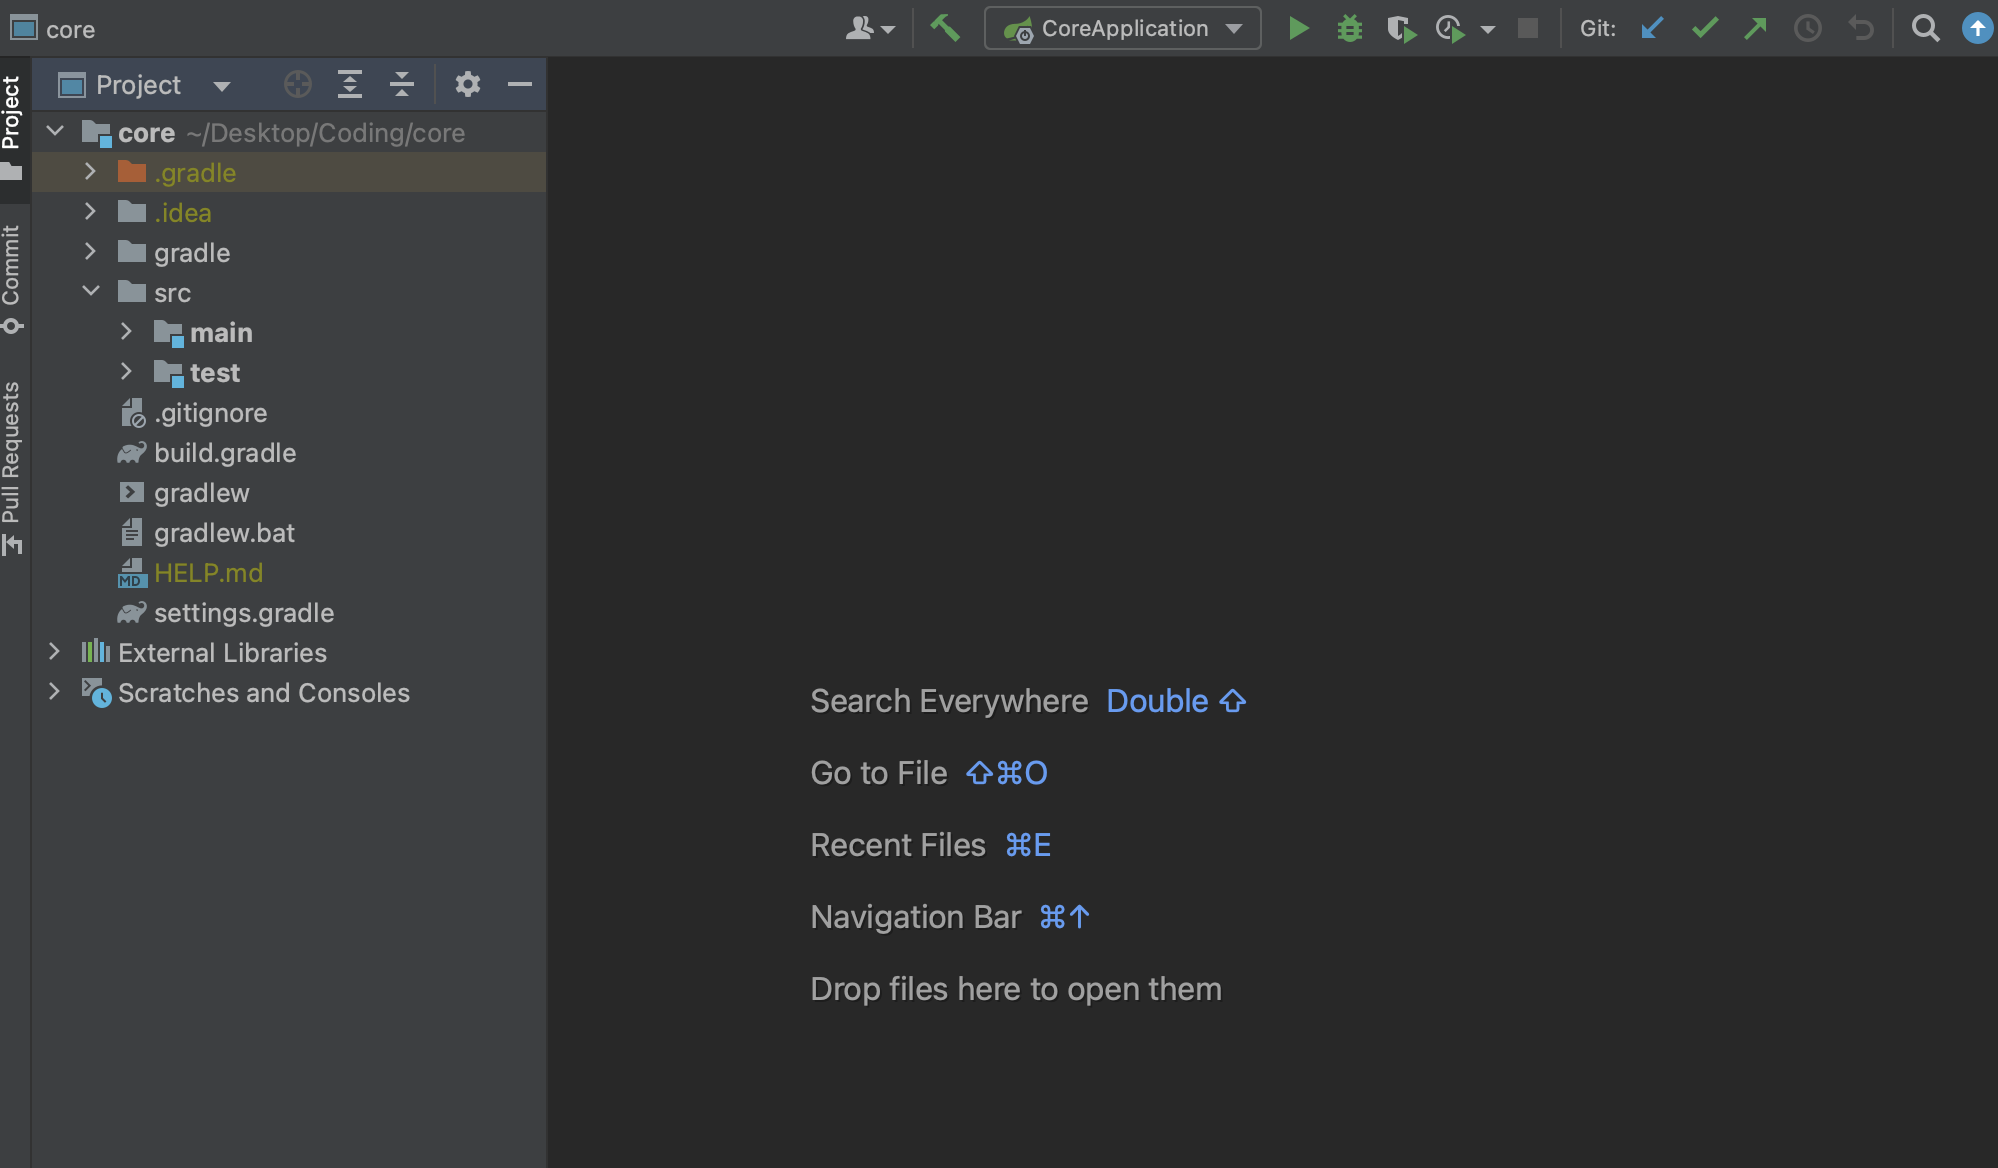 core
CoreApplication
Git:
Project
Project
Commit
Pull Requests
core ~/Desktop/Coding/core
.gradle
.idea
gradle
src
main
test
.gitignore
build.gradle
gradlew
gradlew.bat
MD HELP.md
settings.gradle
External Libraries
Scratches and Consoles
Search Everywhere Double ⇧
Go to File ⇧⌘O
Recent Files ⌘E
Navigation Bar ⌘↑
Drop files here to open them